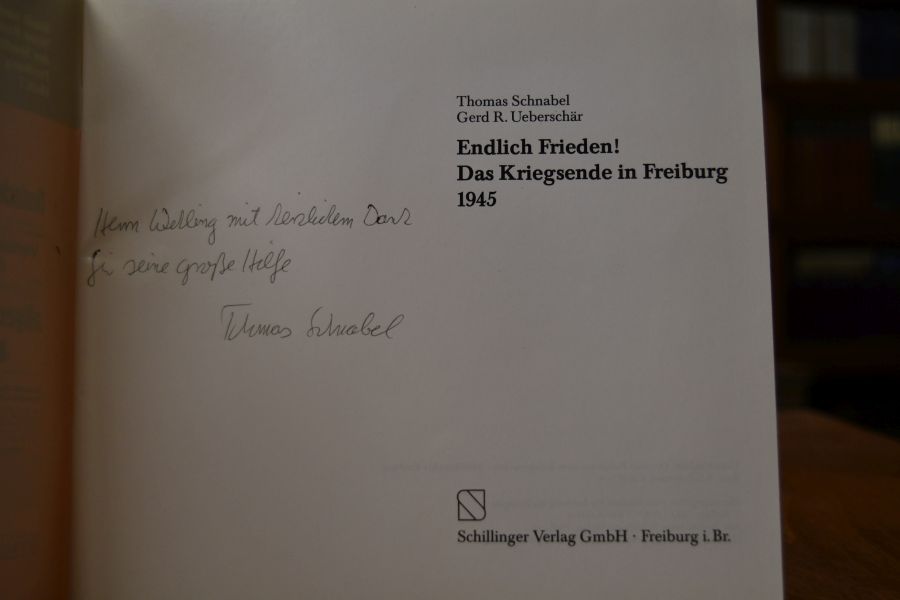 Thomas Schnabel
Gerd R. Ueberschär
Endlich Frieden!
Das Kriegsende in Freiburg
1945
Herrn Welling mit herzlichem Dank
für seine große Hilfe
Thomas Schnabel
Schillinger Verlag GmbH · Freiburg i. Br.